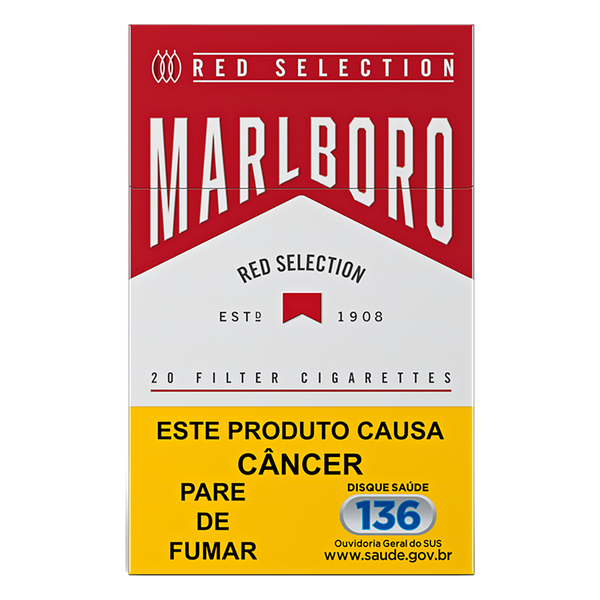 RED SELECTION
MARLBORO
RED SELECTION
ESTD 1908
20 FILTER CIGARETTES
ESTE PRODUTO CAUSA
CÂNCER
PARE
DE
FUMAR
DISQUE SAÚDE
136
Ouvidoria Geral do SUS
www.saude.gov.br